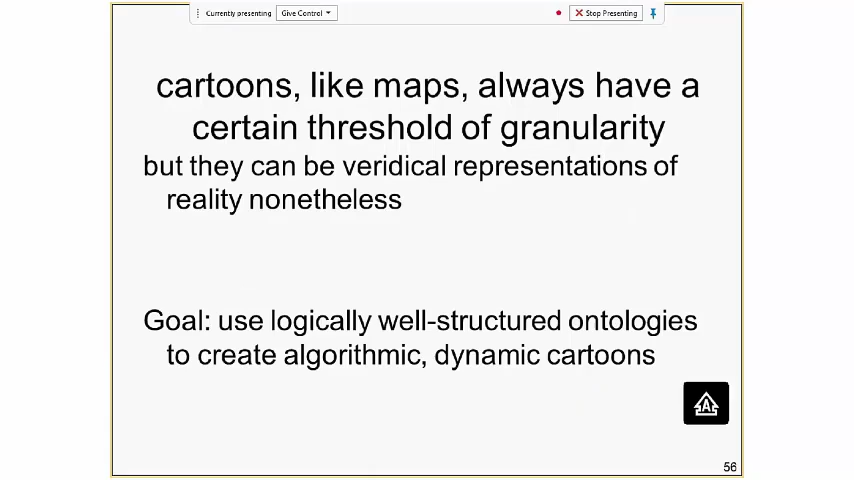 Currently presenting Give Control Stop Presenting
cartoons, like maps, always have a
certain threshold of granularity
but they can be veridical representations of
reality nonetheless
Goal: use logically well-structured ontologies
to create algorithmic, dynamic cartoons
A
56